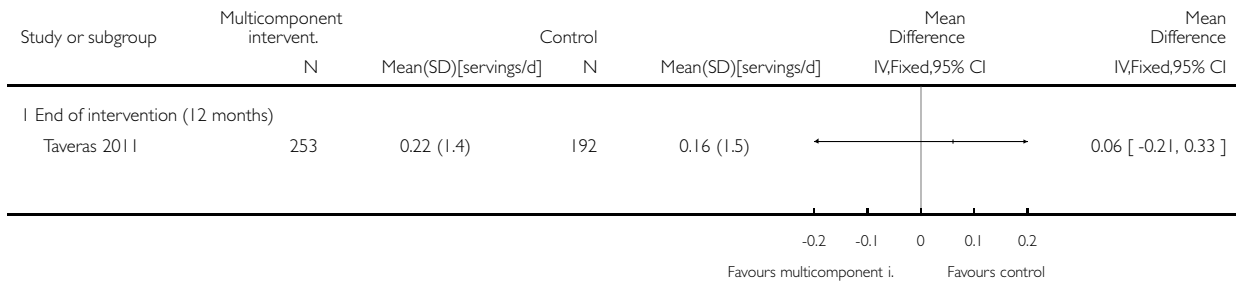 Study or subgroup Multicomponent intervent. Control Mean Difference Mean Difference
N Mean(SD)[servings/d] N Mean(SD)[servings/d] IV,Fixed,95% CI IV,Fixed,95% CI
1 End of intervention (12 months)
Taveras 2011 253 0.22 (1.4) 192 0.16 (1.5) 0.06 [ -0.21, 0.33 ]
-0.2 -0.1 0 0.1 0.2
Favours multicomponent i. Favours control